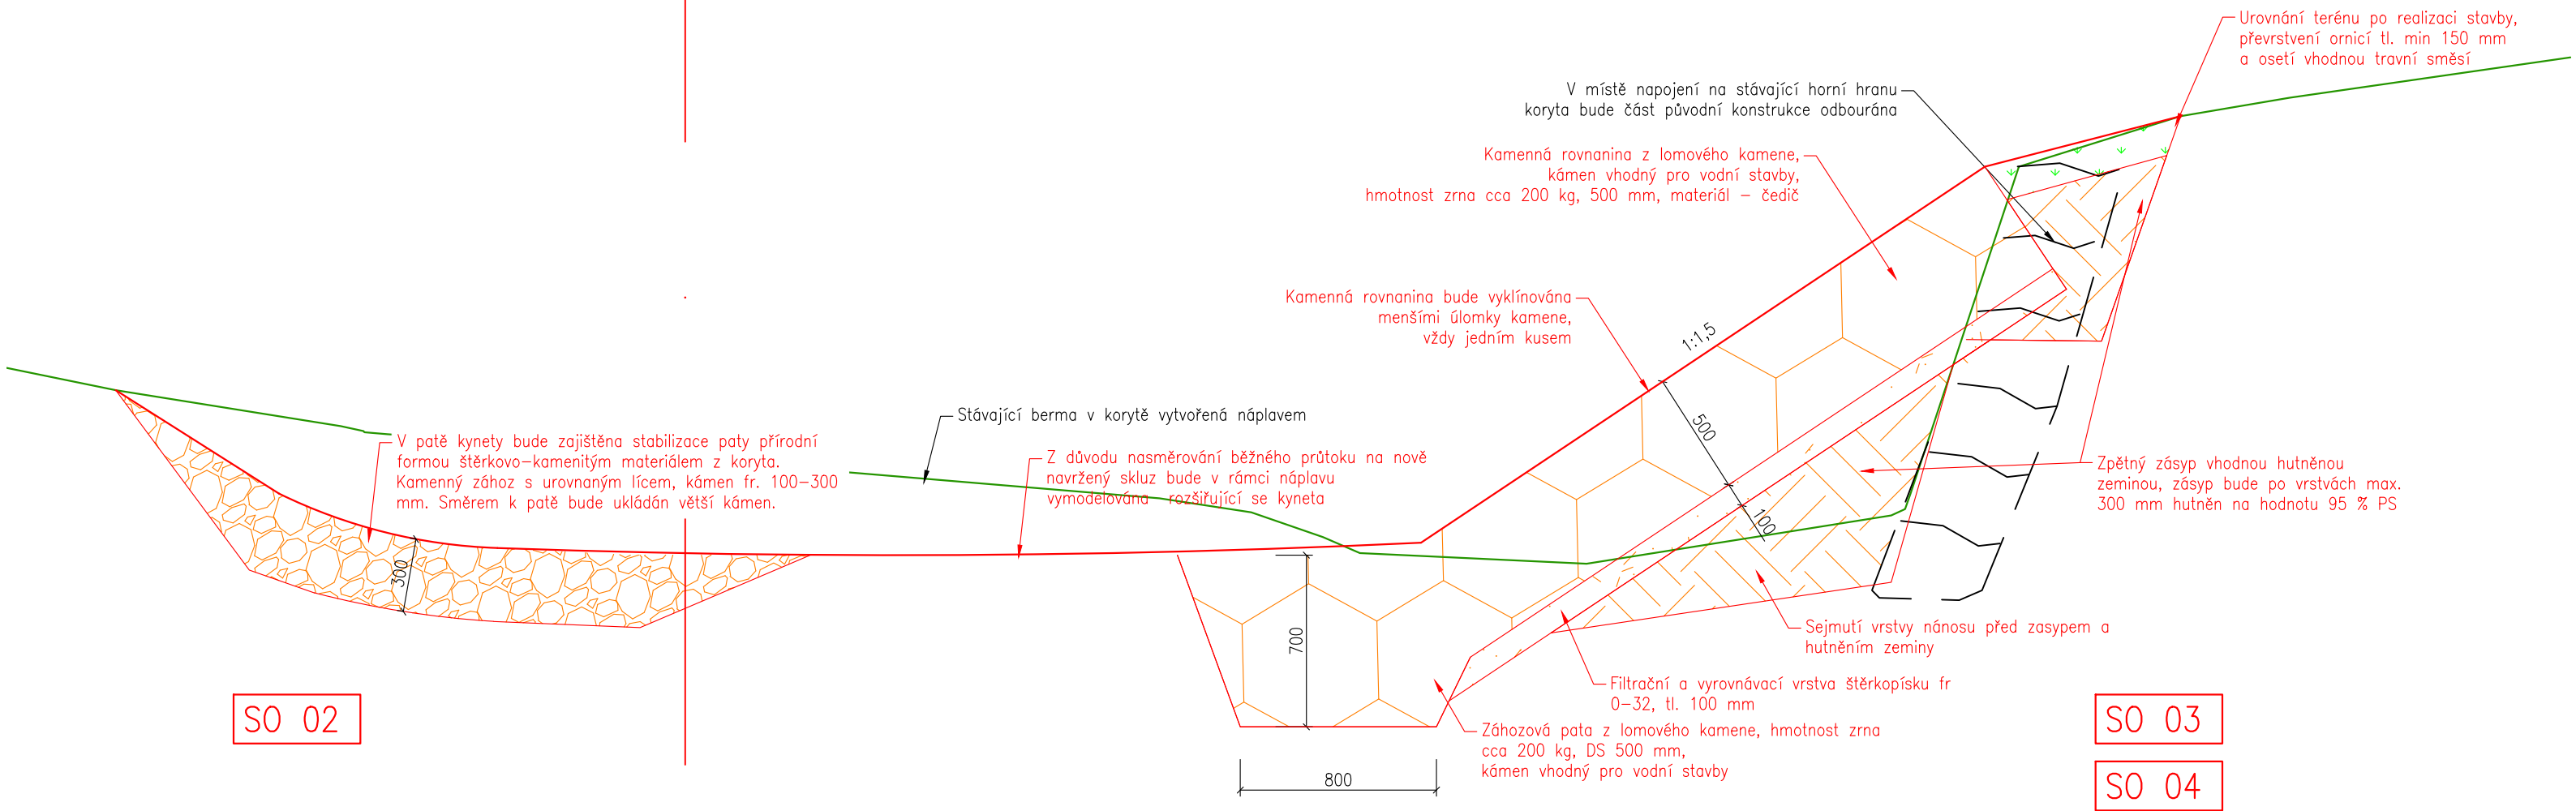 Urovnání terénu po realizaci stavby,
převrstvení ornicí tl. min 150 mm
a osetí vhodnou travní směsí
V místě napojení na stávající horní hranu
koryta bude část původní konstrukce odbourána
Kamenná rovnanina z lomového kamene,
kámen vhodný pro vodní stavby,
hmotnost zrna cca 200 kg, 500 mm, materiál – čedič
Kamenná rovnanina bude vyklínována
menšími úlomky kamene,
vždy jedním kusem
1:1,5
Stávající berma v korytě vytvořená náplavem
V patě kynety bude zajištěna stabilizace paty přírodní
formou štěrkovo-kamenitým materiálem z koryta.
Kamenný zához s urovnaným lícem, kámen fr. 100-300
mm. Směrem k patě bude ukládán větší kámen.
Z důvodu nasměrování běžného průtoku na nově
navržený skluz bude v rámci náplavu
vymodelována rozšiřující se kyneta
500
100
Zpětný zásyp vhodnou hutněnou
zeminou, zásyp bude po vrstvách max.
300 mm hutněn na hodnotu 95 % PS
300
700
Sejmutí vrstvy nánosu před zasypem a
hutněním zeminy
Filtrační a vyrovnávací vrstva štěrkopísku fr
0-32, tl. 100 mm
Záhozová pata z lomového kamene, hmotnost zrna
cca 200 kg, DS 500 mm,
kámen vhodný pro vodní stavby
800
SO 02
SO 03
SO 04